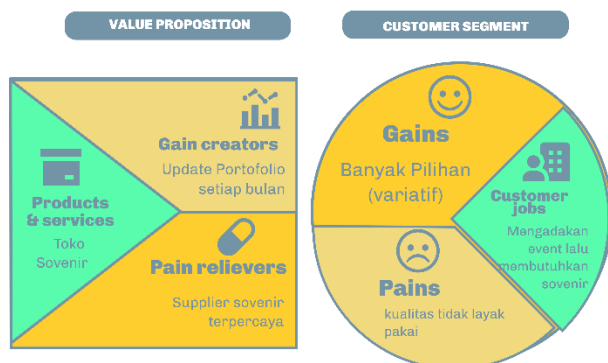 VALUE PROPOSITION
CUSTOMER SEGMENT
Gain creators
Update Portofolio
setiap bulan
Products
& services
Toko
Sovenir
Pain relievers
Supplier sovenir
terpercaya
Gains
Banyak Pilihan
(variatif)
Customer
jobs
Mengadakan
event lalu
membutuhkan
sovenir
Pains
kualitas tidak layak
pakai